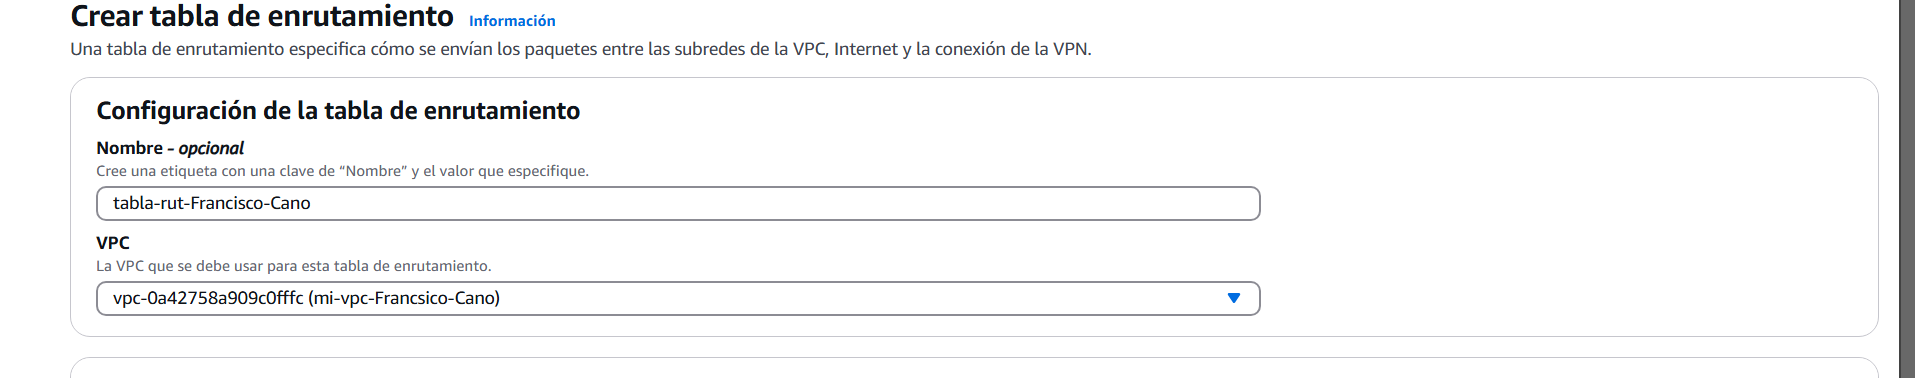 Crear tabla de enrutamiento Información
Una tabla de enrutamiento especifica cómo se envían los paquetes entre las subredes de la VPC, Internet y la conexión de la VPN.
Configuración de la tabla de enrutamiento
Nombre - opcional
Cree una etiqueta con una clave de “Nombre” y el valor que especifique.
tabla-rut-Francisco-Cano
VPC
La VPC que se debe usar para esta tabla de enrutamiento.
vpc-0a42758a909c0fffc (mi-vpc-Francsico-Cano)